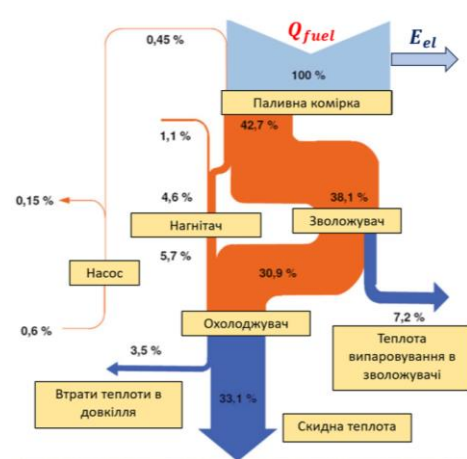 0,45 %
Q_fuel
E_el
100 %
Паливна комірка
42,7 %
1,1 %
0,15 %
4,6 %
38,1 %
Нагнітач
Зволожувач
5,7 %
Насос
30,9 %
0,6 %
7,2 %
Охолоджувач
3,5 %
Теплота
випаровування в
зволожувачі
Втрати теплоти в
довкілля
33,1 %
Скидна теплота